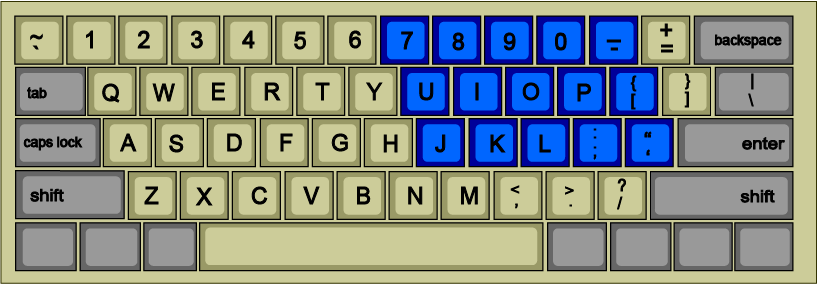 ~ ` 1 2 3 4 5 6 7 8 9 0 _ - + = backspace
tab Q W E R T Y U I O P { [ } ] | \
caps lock A S D F G H J K L : ; “ ‘ enter
shift Z X C V B N M < , > . ? / shift